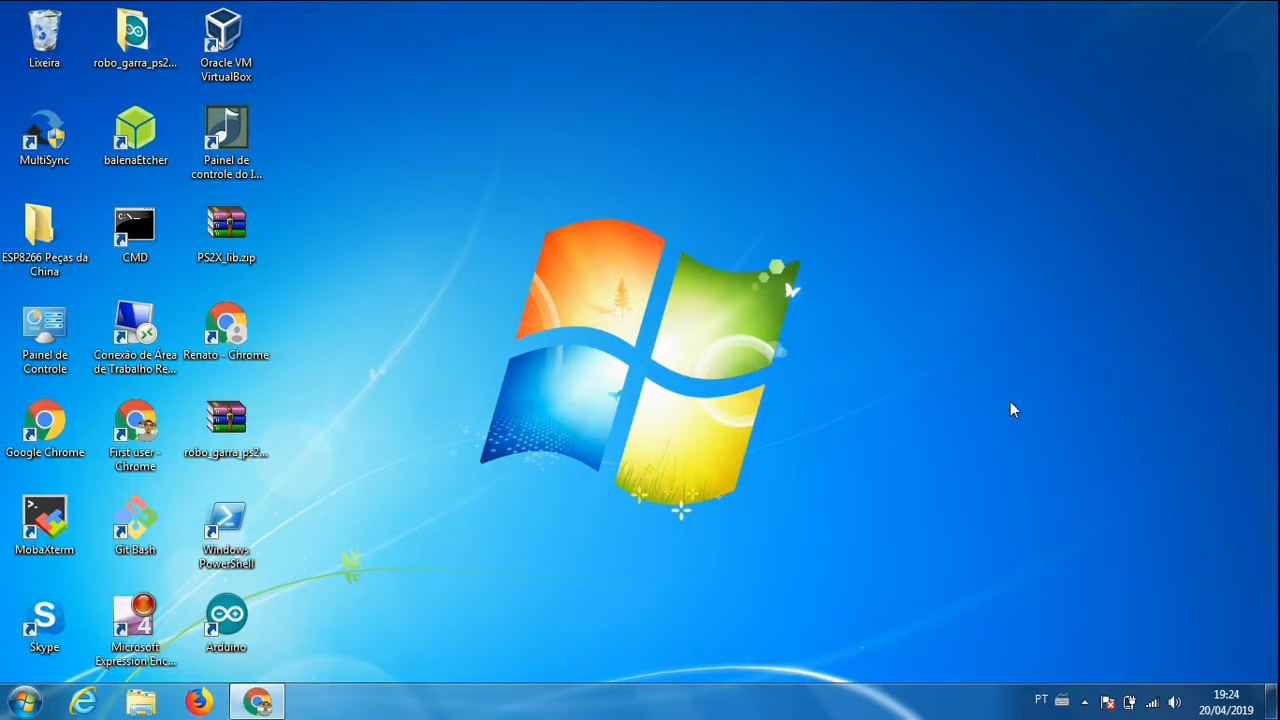 Lixeira
robo_garra_ps2...
Oracle VM
VirtualBox
MultiSync
balenaEtcher
Painel de
controle do I...
ESP8266 Peças da
China
C:\_
CMD
PS2X_lib.zip
Painel de
Controle
Conexão de Área
de Trabalho Re...
Renato - Chrome
Google Chrome
First user -
Chrome
robo_garra_ps2...
MobaXterm
Git Bash
Windows
PowerShell
Skype
4
Microsoft
Expression Enc...
Arduino
PT
19:24
20/04/2019